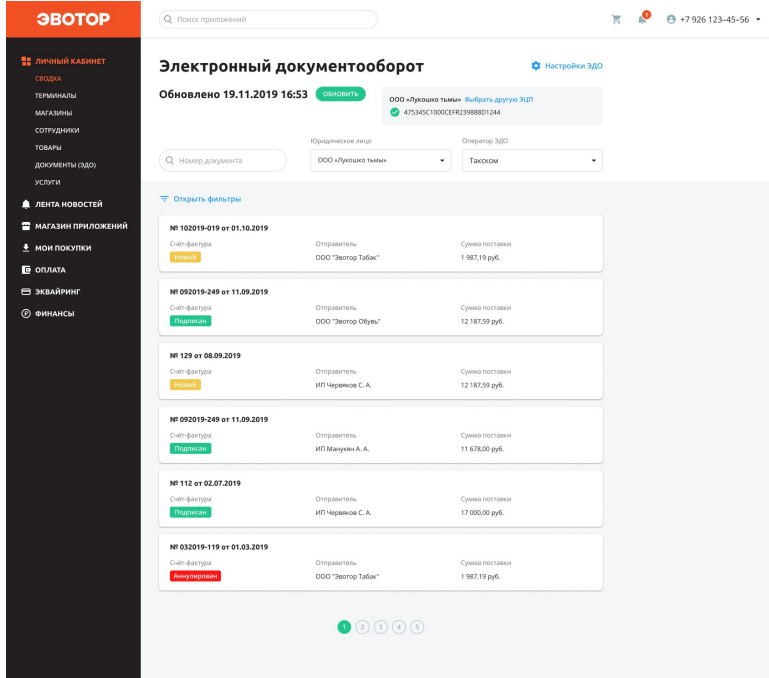 ЭВОТОР
Поиск приложений
1
+7 926 123–45–56
ЛИЧНЫЙ КАБИНЕТ
СВОДКА
ТЕРМИНАЛЫ
МАГАЗИНЫ
СОТРУДНИКИ
ТОВАРЫ
ДОКУМЕНТЫ (ЭДО)
УСЛУГИ
ЛЕНТА НОВОСТЕЙ
МАГАЗИН ПРИЛОЖЕНИЙ
МОИ ПОКУПКИ
ОПЛАТА
ЭКВАЙРИНГ
ФИНАНСЫ
Электронный документооборот
Настройки ЭДО
Обновлено 19.11.2019 16:53 ОБНОВИТЬ
ООО «Лукошко тьмы» Выбрать другую ЭЦП
475345C1000CEFR239888D1244
Юридическое лицо Оператор ЭДО
Номер документа ООО «Лукошко тьмы» Такском
Открыть фильтры
№ 102019-019 от 01.10.2019
Счёт-фактура Отправитель Сумма поставки
Новый ООО "Эвотор Табак" 1 987,19 руб.
№ 092019-249 от 11.09.2019
Счёт-фактура Отправитель Сумма поставки
Подписан ООО "Эвотор Обувь" 12 187,59 руб.
№ 129 от 08.09.2019
Счёт-фактура Отправитель Сумма поставки
Новый ИП Червяков С. А. 12 187,59 руб.
№ 092019-249 от 11.09.2019
Счёт-фактура Отправитель Сумма поставки
Подписан ИП Манукян А. А. 11 678,00 руб.
№ 112 от 02.07.2019
Счёт-фактура Отправитель Сумма поставки
Подписан ИП Червяков С. А. 17 000,00 руб.
№ 032019-119 от 01.03.2019
Счёт-фактура Отправитель Сумма поставки
Аннулирован ООО "Эвотор Табак" 1 987,19 руб.
1 2 3 4 5